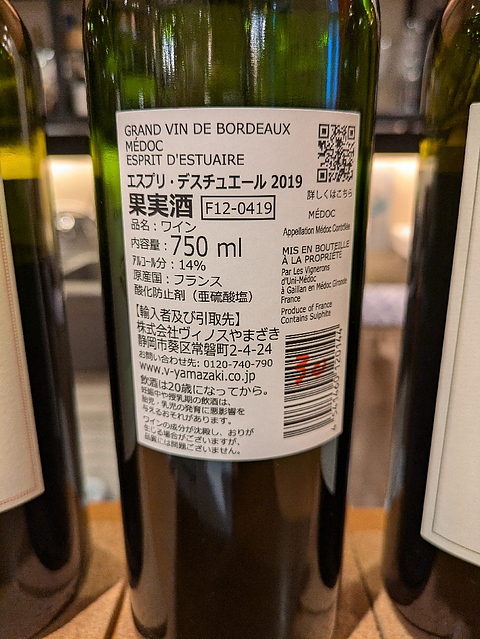 GRAND VIN DE BORDEAUX
MÉDOC
ESPRIT D'ESTUAIRE
エスプリ・デスチュエール 2019
果実酒 F12-0419
品名：ワイン
内容量：750 ml
アルコール分：14%
原産国：フランス
酸化防止剤（亜硫酸塩）
【輸入者及び引取先】
株式会社ヴィノスやまざき
静岡市葵区常磐町2-4-24
お問い合わせ先: 0120-740-790
www.v-yamazaki.co.jp
飲酒は20歳になってから。
妊娠中や授乳期の飲酒は、
胎児・乳児の発育に悪影響を
与えるおそれがあります。
ワインの成分が沈殿し、おりが
生じる場合がございますが、
品質には問題ございません。
詳しくはこちら
MÉDOC
Appellation Médoc Contrôlée
MIS EN BOUTEILLE
À LA PROPRIÉTÉ
Par Les Vignerons
d'Uni-Médoc
à Gaillan en Médoc Gironde
France
Produce of France
Contains Sulphite